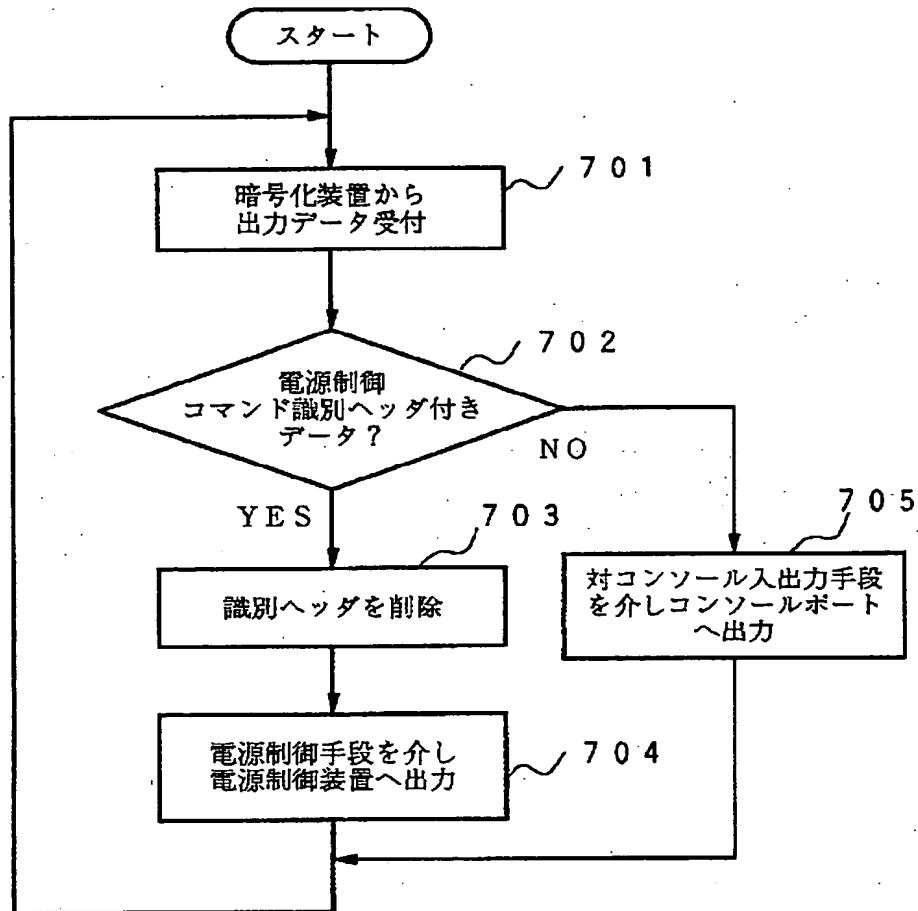 スタート
701
暗号化装置から
出力データ受付
702
電源制御
コマンド識別ヘッダ付き
データ?
NO
YES
703
識別ヘッダを削除
705
対コンソール入出力手段
を介しコンソールポート
へ出力
電源制御手段を介し
電源制御装置へ出力
704